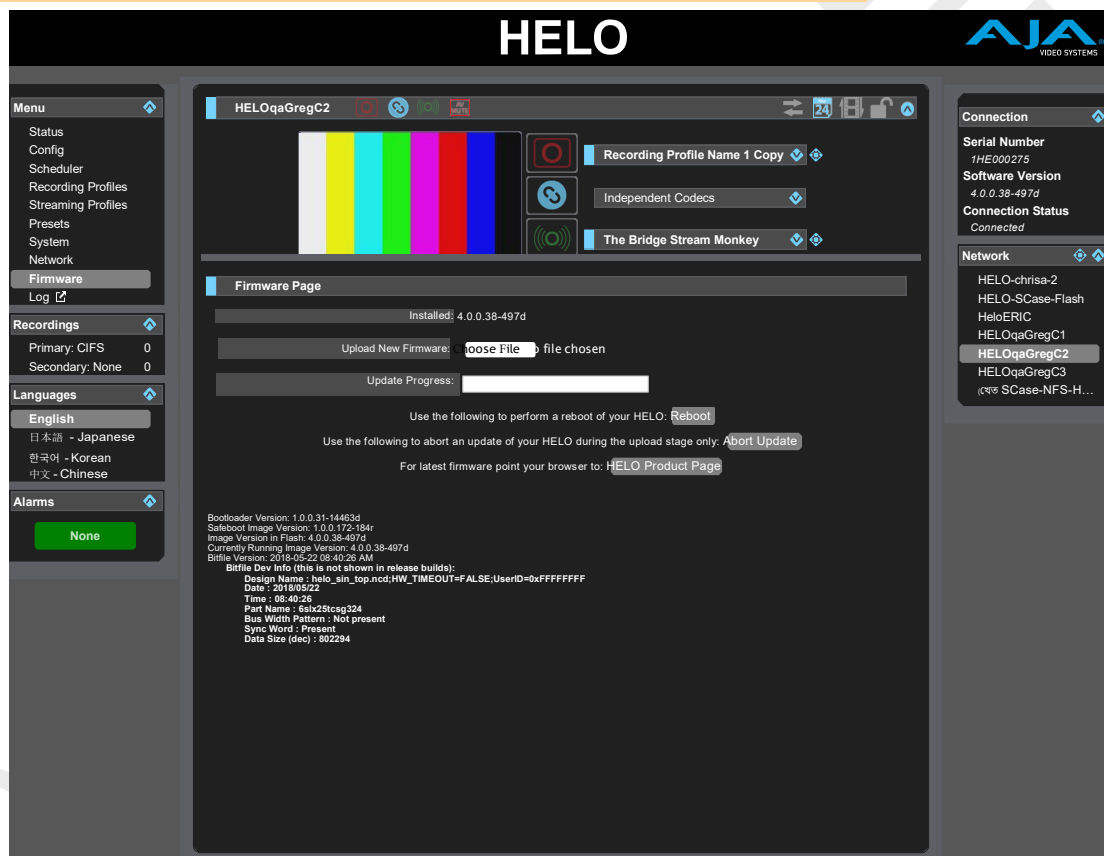 HELO
AJA
VIDEO SYSTEMS
Menu
Status
Config
Scheduler
Recording Profiles
Streaming Profiles
Presets
System
Network
Firmware
Log
Recordings
Primary: CIFS 0
Secondary: None 0
Languages
English
日本語 - Japanese
한국어 - Korean
中文 - Chinese
Alarms
None
HELOqaGregC2
AV MUTE
24
Recording Profile Name 1 Copy
Independent Codecs
The Bridge Stream Monkey
Firmware Page
Installed: 4.0.0.38-497d
Upload New Firmware: Choose File o file chosen
Update Progress:
Use the following to perform a reboot of your HELO: Reboot
Use the following to abort an update of your HELO during the upload stage only: Abort Update
For latest firmware point your browser to: HELO Product Page
Bootloader Version: 1.0.0.31-14463d
Safeboot Image Version: 1.0.0.172-184r
Image Version in Flash: 4.0.0.38-497d
Currently Running Image Version: 4.0.0.38-497d
Bitfile Version: 2018-05-22 08:40:26 AM
Bitfile Dev Info (this is not shown in release builds):
Design Name : helo_sin_top.ncd;HW_TIMEOUT=FALSE;UserID=0xFFFFFFFF
Date : 2018/05/22
Time : 08:40:26
Part Name : 6slx25tcsg324
Bus Width Pattern : Not present
Sync Word : Present
Data Size (dec) : 802294
Connection
Serial Number
1HE000275
Software Version
4.0.0.38-497d
Connection Status
Connected
Network
HELO-chrisa-2
HELO-SCase-Flash
HeloERIC
HELOqaGregC1
HELOqaGregC2
HELOqaGregC3
SCase-NFS-H...